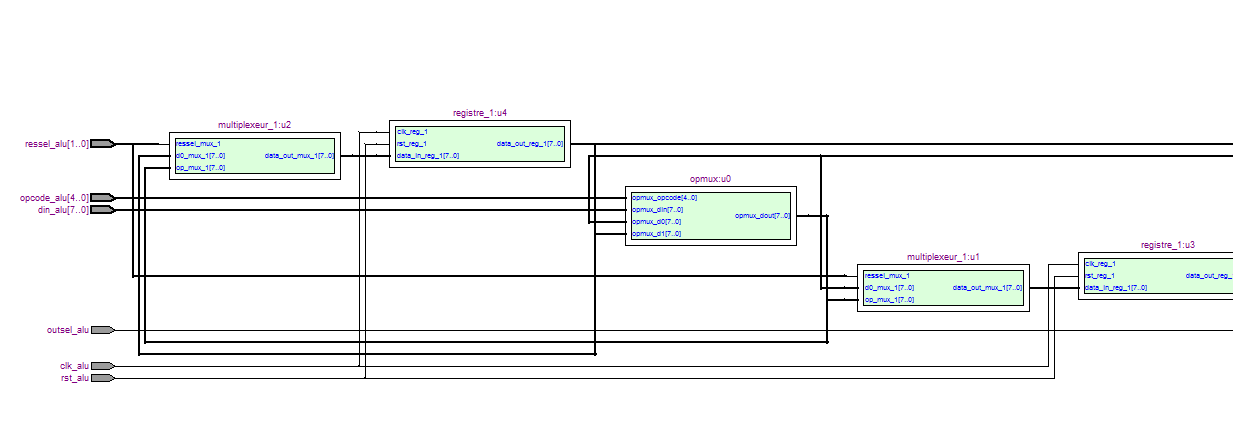 ressel_alu[1..0]
opcode_alu[4..0]
din_alu[7..0]
outsel_alu
clk_alu
rst_alu
multiplexeur_1:u2
ressel_mux_1
d0_mux_1[7..0]
op_mux_1[7..0]
data_out_mux_1[7..0]
registre_1:u4
clk_reg_1
rst_reg_1
data_in_reg_1[7..0]
data_out_reg_1[7..0]
opmux:u0
opmux_opcode[4..0]
opmux_din[7..0]
opmux_d0[7..0]
opmux_d1[7..0]
opmux_dout[7..0]
multiplexeur_1:u1
ressel_mux_1
d0_mux_1[7..0]
op_mux_1[7..0]
data_out_mux_1[7..0]
registre_1:u3
clk_reg_1
rst_reg_1
data_in_reg_1[7..0]
data_out_reg_